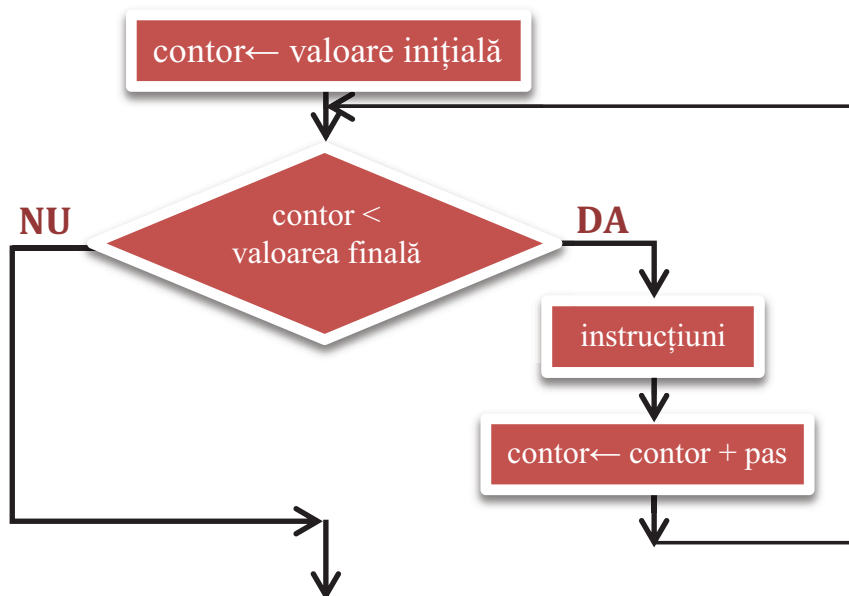 contor← valoare inițială
NU
contor <
valoarea finală
DA
instrucțiuni
contor← contor + pas